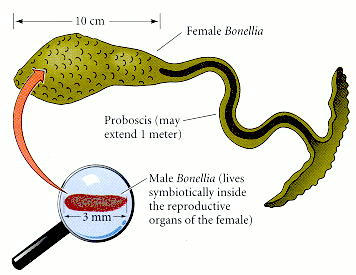 10 cm
Female Bonellia
Proboscis (may
extend 1 meter)
Male Bonellia (lives
symbiotically inside
the reproductive
organs of the female)
3 mm